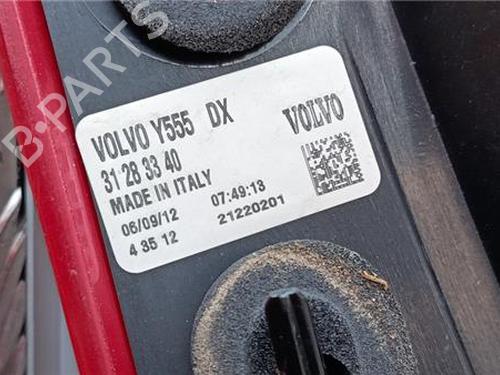 B-PARTS
VOLVO Y555 DX
VOLVO
31 28 33 40
MADE IN ITALY
06/09/12 07:49:13
4 35 12 21220201